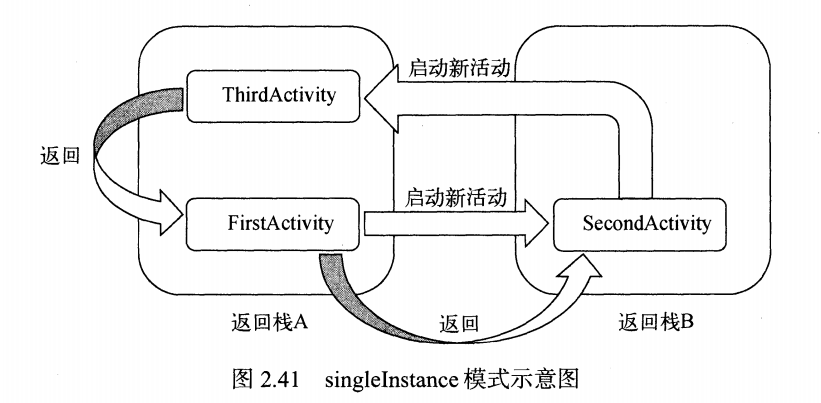 启动新活动
ThirdActivity
返回
启动新活动
FirstActivity
SecondActivity
返回栈A
返回
返回栈B
图 2.41 singleInstance 模式示意图